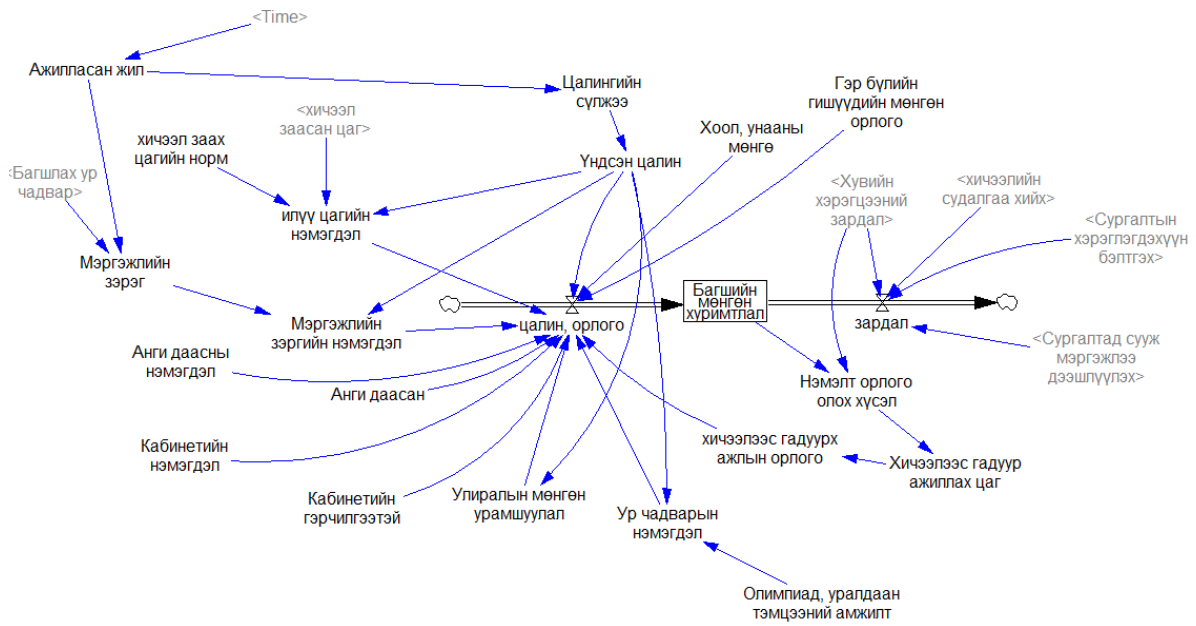 <Time>
Ажилласан жил
Цалингийн
сүлжээ
Гэр бүлийн
гишүүдийн мөнгөн
орлого
<хичээл
заасан цаг>
хичээл заах
цагийн норм
Хоол, унааны
мөнгө
Үндсэн цалин
<Багшлах ур
чадвар>
<Хувийн
хэрэгцээний
зардал>
<хичээлийн
судалгаа хийх>
илүү цагийн
нэмэгдэл
<Сургалтын
хэрэглэгдэхүүн
бэлтгэх>
Мэргэжлийн
зэрэг
Багшийн
мөнгөн
хуримтлал
Мэргэжлийн
зэргийн нэмэгдэл
цалин, орлого
зардал
Анги даасны
нэмэгдэл
<Сургалтад сууж
мэргэжлээ
дээшлүүлэх>
Анги даасан
Нэмэлт орлого
олох хүсэл
Кабинетийн
нэмэгдэл
хичээлээс гадуурх
ажлын орлого
Хичээлээс гадуур
ажиллах цаг
Кабинетийн
гэрчилгээтэй
Улиралын мөнгөн
урамшуулал
Ур чадварын
нэмэгдэл
Олимпиад, уралдаан
тэмцээний амжилт